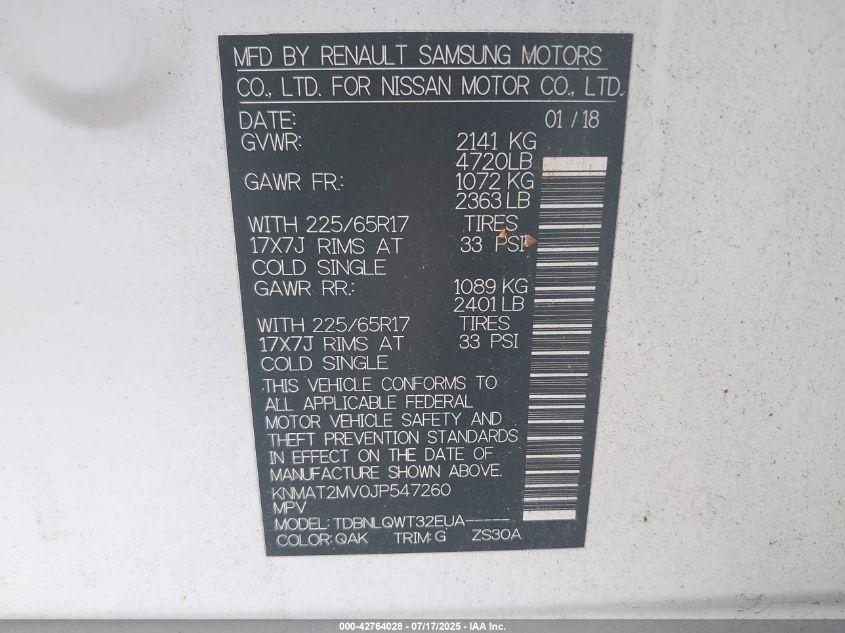 MFD BY RENAULT SAMSUNG MOTORS
CO., LTD. FOR NISSAN MOTOR CO., LTD.
DATE: 01 / 18
GVWR: 2141 KG
4720LB
GAWR FR.: 1072 KG
2363 LB
WITH 225/65R17 TIRES
17X7J RIMS AT 33 PSI
COLD SINGLE
GAWR RR.: 1089 KG
2401 LB
WITH 225/65R17 TIRES
17X7J RIMS AT 33 PSI
COLD SINGLE
THIS VEHICLE CONFORMS TO
ALL APPLICABLE FEDERAL
MOTOR VEHICLE SAFETY AND
THEFT PREVENTION STANDARDS
IN EFFECT ON THE DATE OF
MANUFACTURE SHOWN ABOVE.
KNMAT2MV0JP547260
MPV
MODEL: TDBNLQWT32EUA-----
COLOR: QAK TRIM: G ZS30A
000-42764028 - 07/17/2025 - IAA Inc.